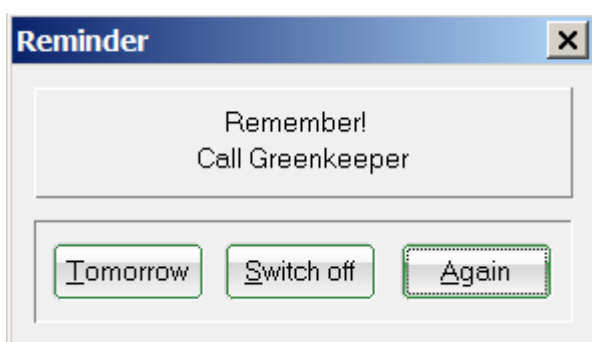 Reminder
Remember!
Call Greenkeeper
Tomorrow Switch off Again